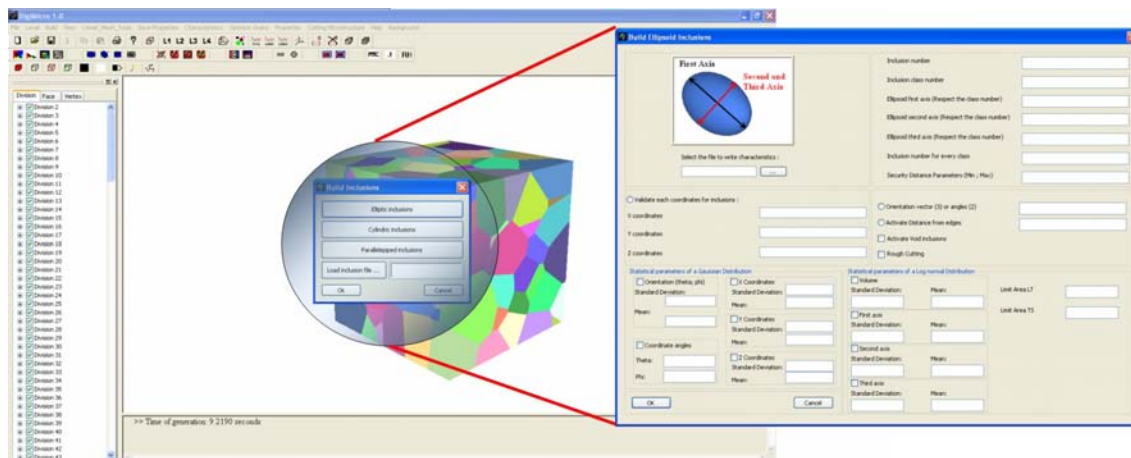 DigiMicro 1.0
File Level Build
L1 L2 L3 L4
Division Face Vertex
Division 2
Division 3
Division 4
Division 5
Division 6
Division 7
Division 8
Division 9
Division 10
Division 11
Division 12
Division 13
Division 14
Division 15
Division 16
Division 17
Division 18
Division 19
Division 20
Division 21
Division 22
Division 23
Division 24
Division 25
Division 26
Division 27
Division 28
Division 29
Division 30
Division 31
Division 32
Division 33
Division 34
Division 35
Division 36
Division 37
Division 38
Division 39
Division 40
Division 41
Division 42
Build Inclusions
Elliptic inclusions
Cylindric inclusions
Parallelepiped inclusions
Load inclusion file ...
Ok
Cancel
>> Time of generation: 9.2190 seconds
Build Ellipsoid Inclusions
First Axis
Second and
Third Axis
Select the file to write characteristics :
...
Inclusion number
Inclusion class number
Ellipsoid first axis (Respect the class number)
Ellipsoid second axis (Respect the class number)
Ellipsoid third axis (Respect the class number)
Inclusion number for every class
Security Distance Parameters (Min ; Max)
Validate each coordinates for inclusions :
X coordinates
Y coordinates
Z coordinates
Orientation vector (3) or angles (2)
Activate Distance from edges
Activate Void inclusions
Rough Cutting
Statistical parameters of a Gaussian Distribution
Orientation (theta; phi)
Standard Deviation:
Mean:
Coordinate angles
Theta:
Phi:
X Coordinates
Standard Deviation:
Mean:
Y Coordinates
Standard Deviation:
Mean:
Z Coordinates
Standard Deviation:
Mean:
Statistical parameters of a Log-normal Distribution
Volume
Standard Deviation: Mean:
First axis
Standard Deviation: Mean:
Second axis
Standard Deviation: Mean:
Third axis
Standard Deviation: Mean:
Limit Area LT
Limit Area TS
OK
Cancel